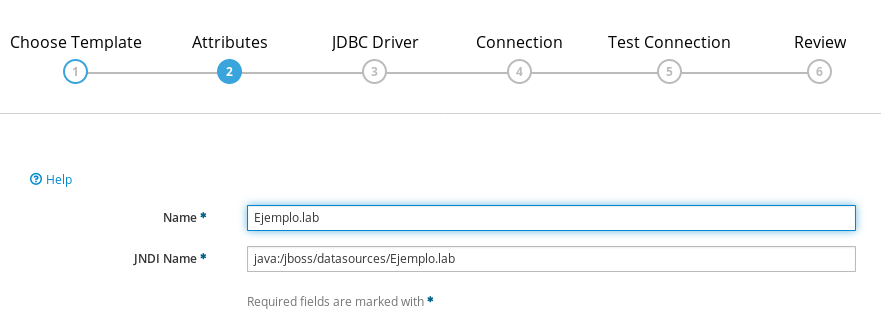 Choose Template Attributes JDBC Driver Connection Test Connection Review
1 2 3 4 5 6
Help
Name * Ejemplo.lab
JNDI Name * java:/jboss/datasources/Ejemplo.lab
Required fields are marked with *